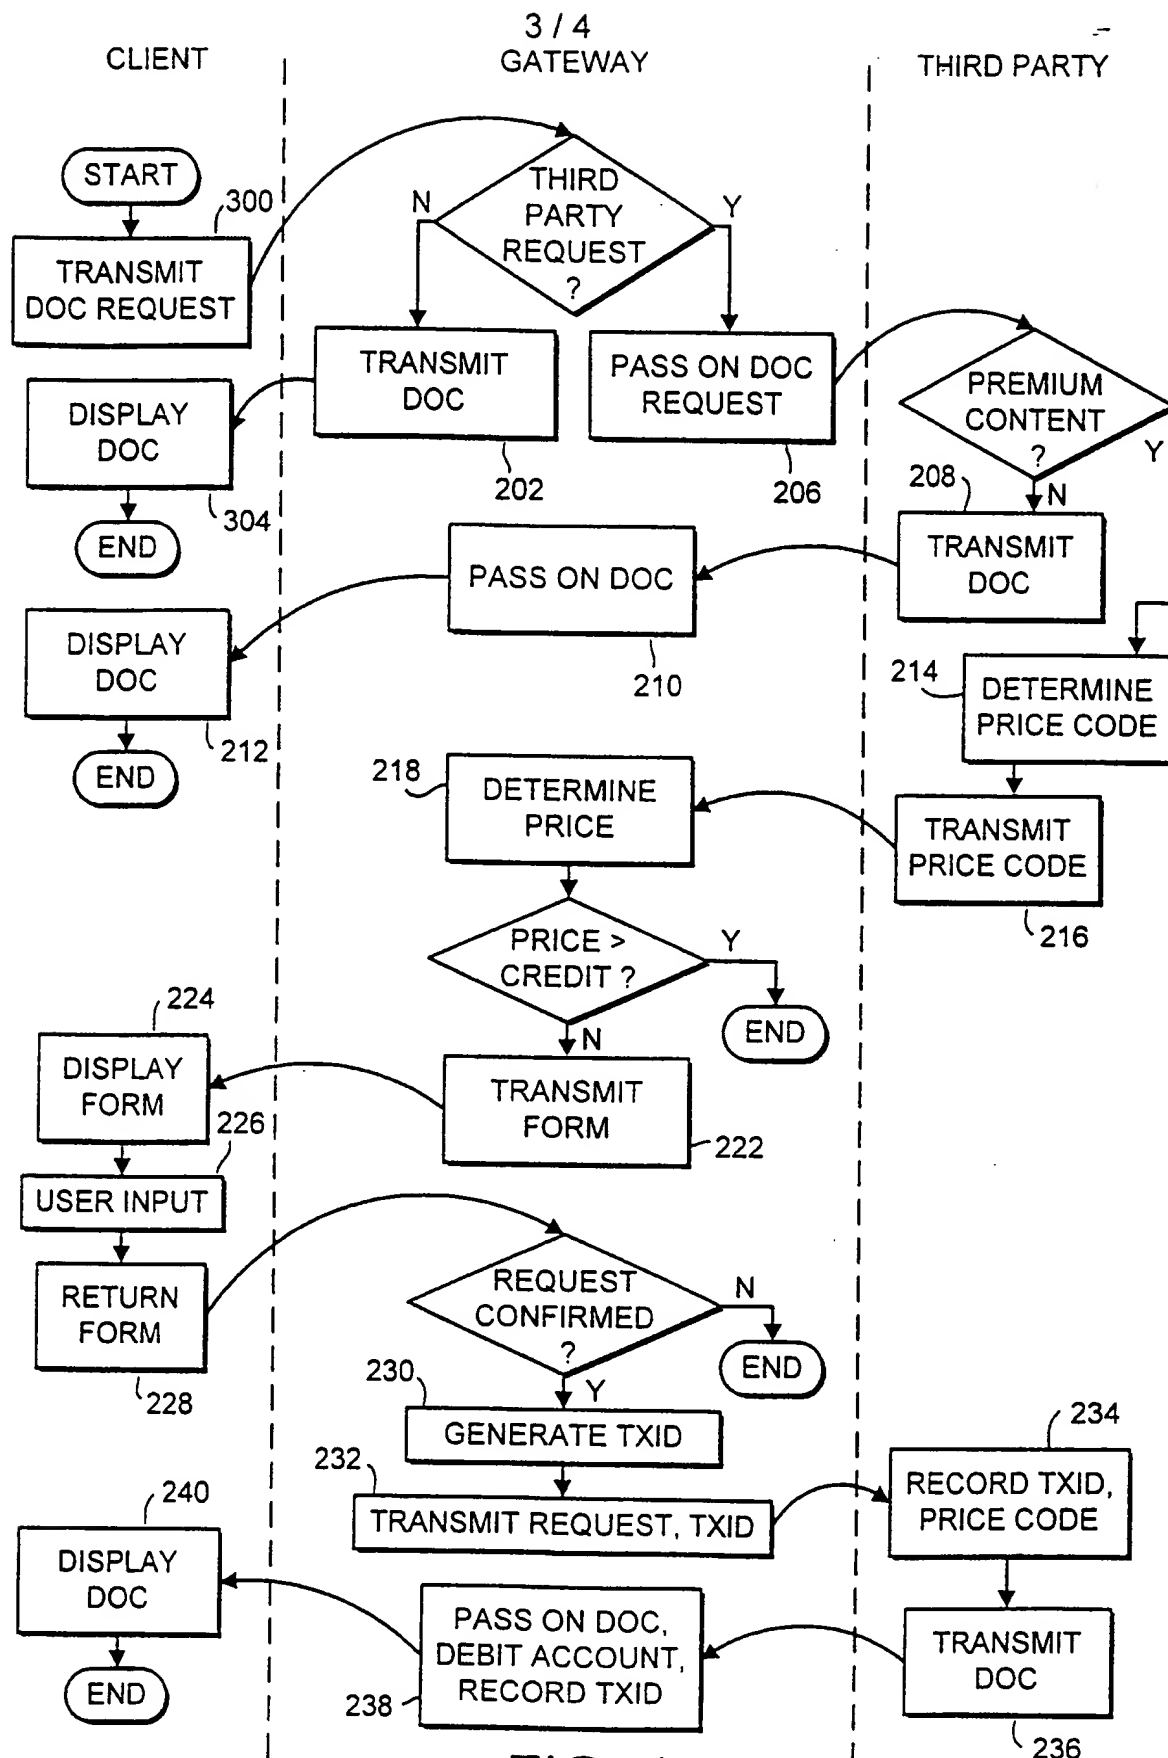 3 / 4
CLIENT
GATEWAY
THIRD PARTY
START
300
TRANSMIT
DOC REQUEST
THIRD
PARTY
REQUEST
?
N
Y
TRANSMIT
DOC
202
PASS ON DOC
REQUEST
206
PREMIUM
CONTENT
?
Y
N
DISPLAY
DOC
304
END
208
TRANSMIT
DOC
PASS ON DOC
210
DISPLAY
DOC
212
END
214
DETERMINE
PRICE CODE
218
DETERMINE
PRICE
TRANSMIT
PRICE CODE
216
PRICE >
CREDIT ?
Y
END
N
224
DISPLAY
FORM
TRANSMIT
FORM
222
226
USER INPUT
RETURN
FORM
228
REQUEST
CONFIRMED
?
N
END
Y
230
GENERATE TXID
232
TRANSMIT REQUEST, TXID
234
RECORD TXID,
PRICE CODE
240
DISPLAY
DOC
END
PASS ON DOC,
DEBIT ACCOUNT,
RECORD TXID
238
TRANSMIT
DOC
236